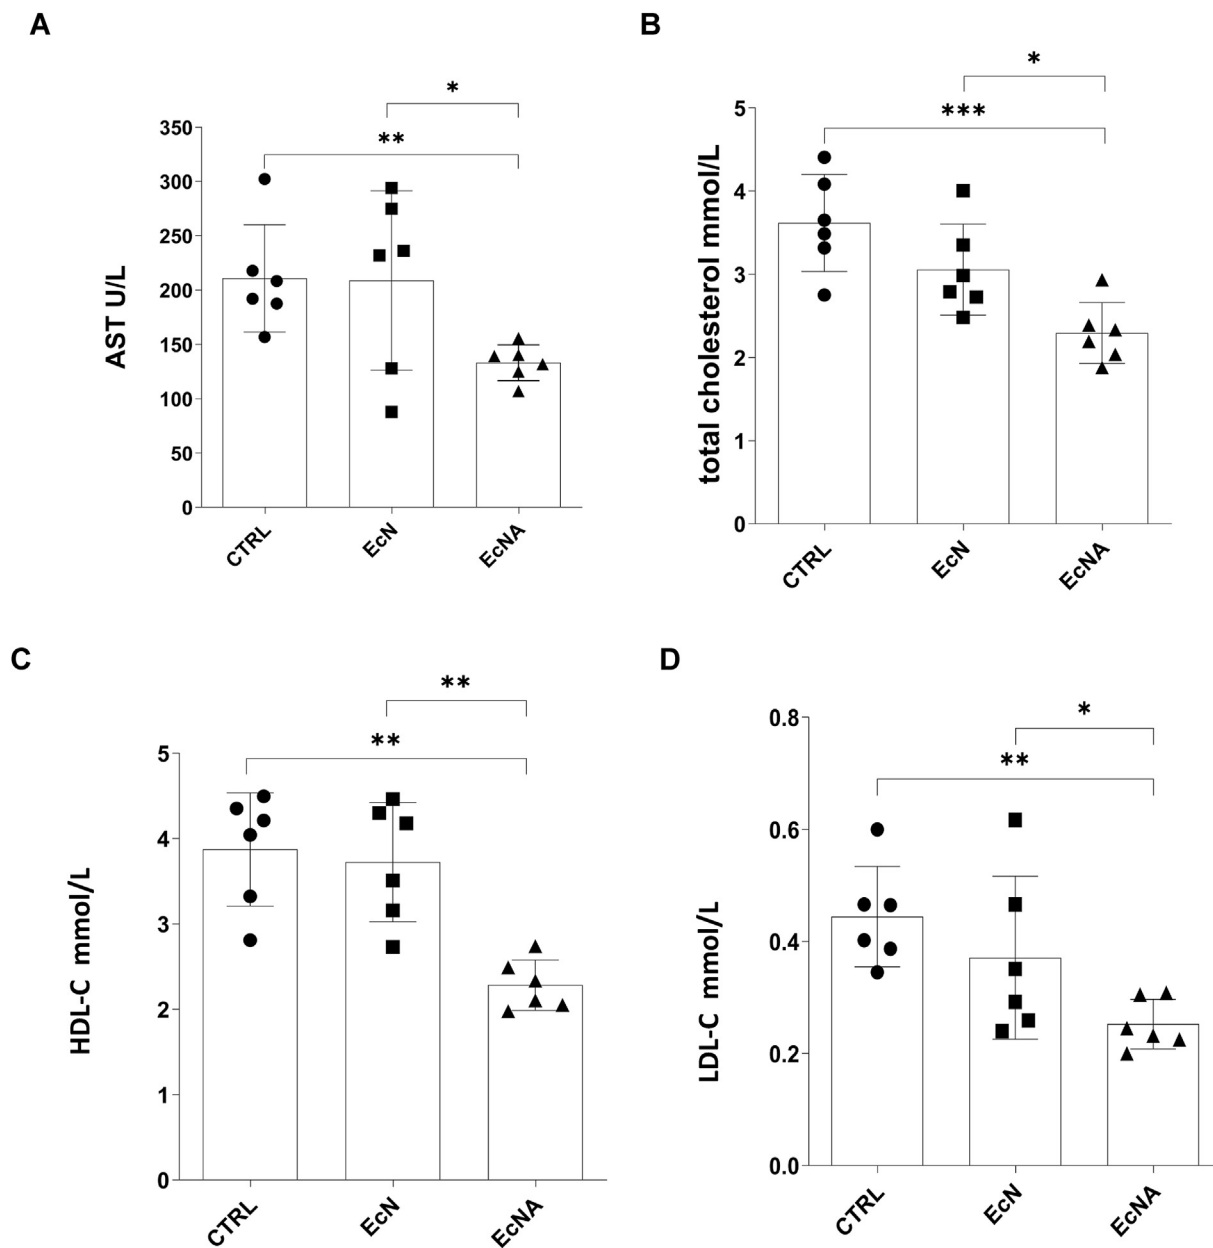 A
*
**
350
300
250
200
150
100
50
0
AST U/L
CTRL
EcN
EcNA
B
*
***
5
4
3
2
1
0
total cholesterol mmol/L
CTRL
EcN
EcNA
C
**
**
5
4
3
2
1
0
HDL-C mmol/L
CTRL
EcN
EcNA
D
*
**
0.8
0.6
0.4
0.2
0.0
LDL-C mmol/L
CTRL
EcN
EcNA